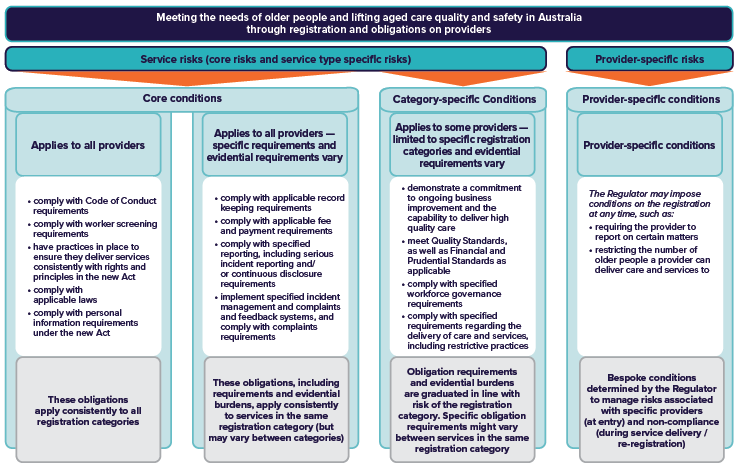 Meeting the needs of older people and lifting aged care quality and safety in Australia
through registration and obligations on providers
Service risks (core risks and service type specific risks)
Provider-specific risks
Core conditions
Category-specific Conditions
Provider-specific conditions
Applies to all providers
Applies to all providers —
specific requirements and
evidential requirements vary
Applies to some providers —
limited to specific registration
categories and evidential
requirements vary
Provider-specific conditions
• comply with Code of Conduct
requirements
• comply with worker screening
requirements
• have practices in place to
ensure they deliver services
consistently with rights and
principles in the new Act
• comply with
applicable laws
• comply with personal
information requirements
under the new Act
• comply with applicable record
keeping requirements
• comply with applicable fee
and payment requirements
• comply with specified
reporting, including serious
incident reporting and/
or continuous disclosure
requirements
• implement specified incident
management and complaints
and feedback systems, and
comply with complaints
requirements
• demonstrate a commitment
to ongoing business
improvement and the
capability to deliver high
quality care
• meet Quality Standards,
as well as Financial and
Prudential Standards as
applicable
• comply with specified
workforce governance
requirements
• comply with specified
requirements regarding the
delivery of care and services,
including restrictive practices
The Regulator may impose
conditions on the registration
at any time, such as:
• requiring the provider to
report on certain matters
• restricting the number of
older people a provider can
deliver care and services to
These obligations
apply consistently to all
registration categories
These obligations, including
requirements and evidential
burdens, apply consistently
to services in the same
registration category (but
may vary between categories)
Obligation requirements
and evidential burdens
are graduated in line with
risk of the registration
category. Specific obligation
requirements might vary
between services in the same
registration category
Bespoke conditions
determined by the Regulator
to manage risks associated
with specific providers
(at entry) and non-compliance
(during service delivery /
re-registration)